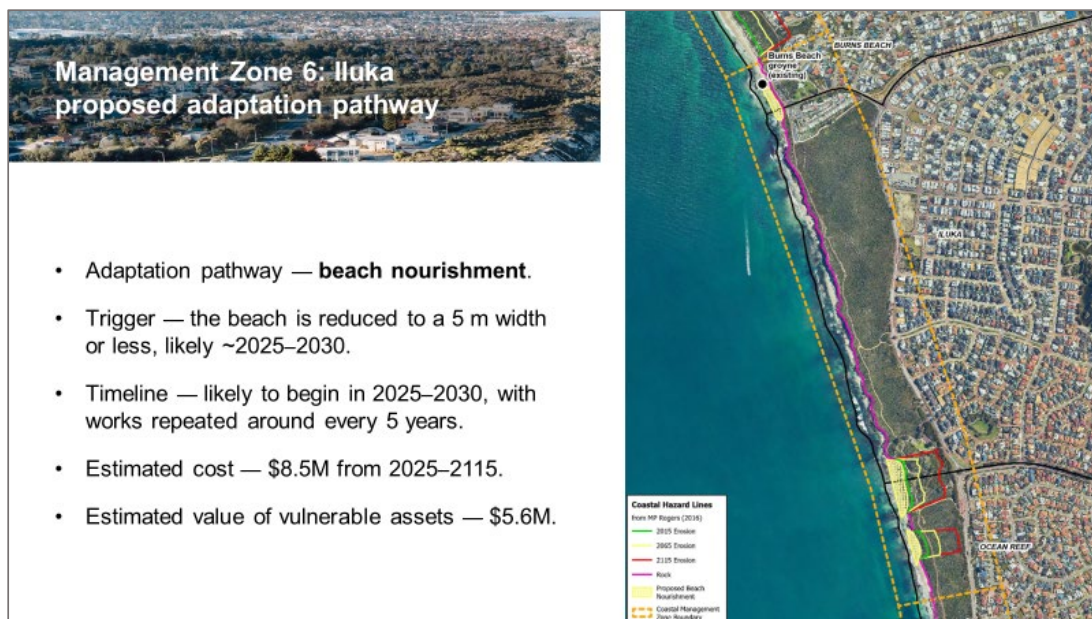 Management Zone 6: Iluka
proposed adaptation pathway
• Adaptation pathway — beach nourishment.
• Trigger — the beach is reduced to a 5 m width
or less, likely ~2025–2030.
• Timeline — likely to begin in 2025–2030, with
works repeated around every 5 years.
• Estimated cost — $8.5M from 2025–2115.
• Estimated value of vulnerable assets — $5.6M.
BURNS BEACH
Burns Beach
groyne
(existing)
ILUKA
OCEAN REEF
Coastal Hazard Lines
from MP Rogers (2016)
2015 Erosion
2065 Erosion
2115 Erosion
Rock
Proposed Beach
Nourishment
Coastal Management
Zone Boundary